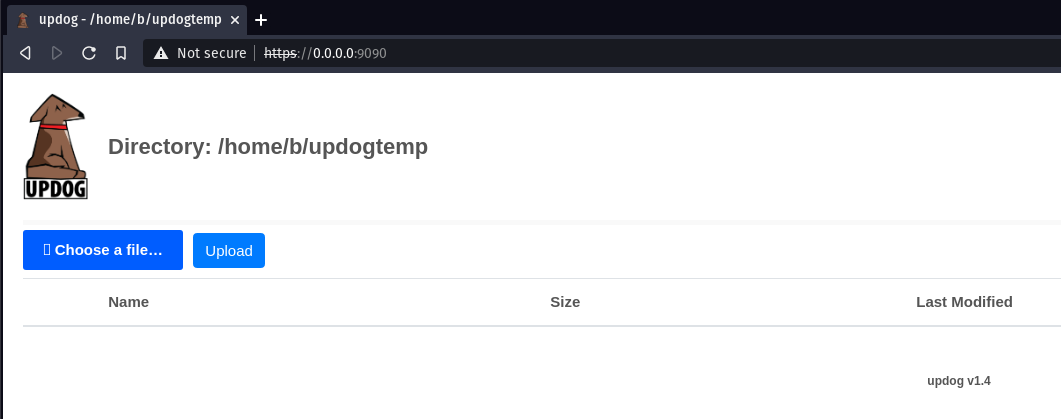 updog - /home/b/updogtemp
Not secure https://0.0.0.0:9090
UPDOG
Directory: /home/b/updogtemp
Choose a file…
Upload
Name Size Last Modified
updog v1.4